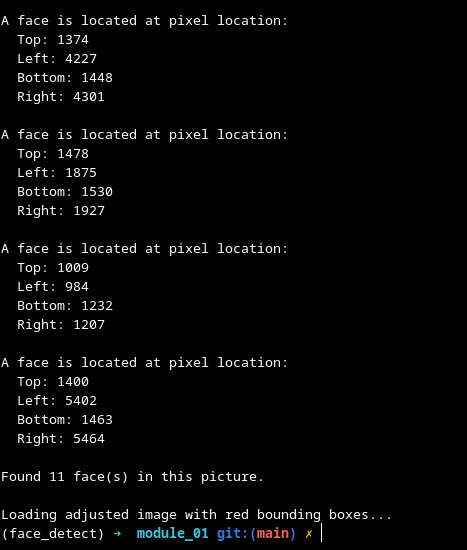 A face is located at pixel location:
  Top: 1374
  Left: 4227
  Bottom: 1448
  Right: 4301

A face is located at pixel location:
  Top: 1478
  Left: 1875
  Bottom: 1530
  Right: 1927

A face is located at pixel location:
  Top: 1009
  Left: 984
  Bottom: 1232
  Right: 1207

A face is located at pixel location:
  Top: 1400
  Left: 5402
  Bottom: 1463
  Right: 5464

Found 11 face(s) in this picture.

Loading adjusted image with red bounding boxes...
(face_detect) ➜  module_01 git:(main) ✗